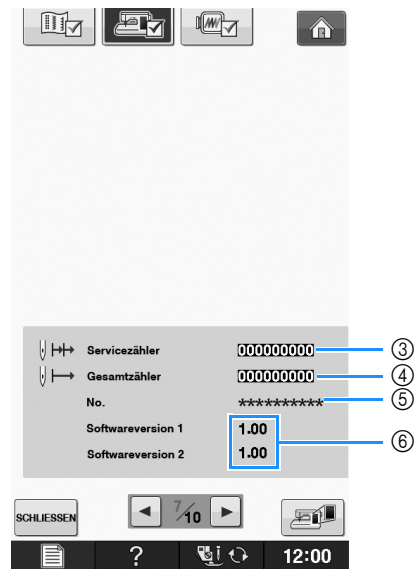 Servicezähler 000000000 ③
Gesamtzähler 000000000 ④
No. ********** ⑤
Softwareversion 1 1.00
⑥
Softwareversion 2 1.00
SCHLIESSEN 7/10
? 12:00